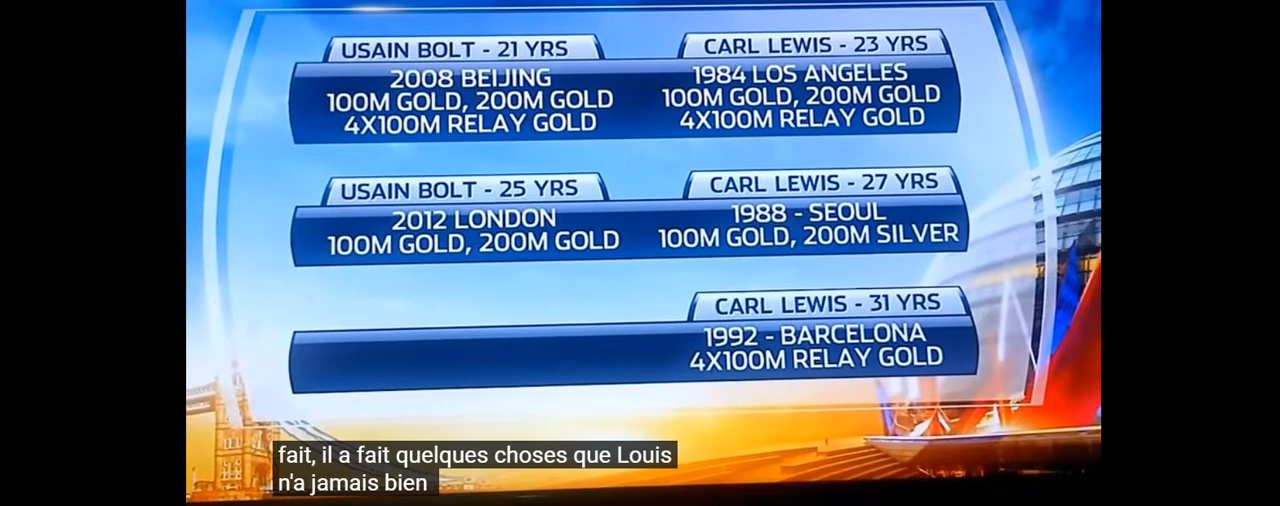 USAIN BOLT - 21 YRS
2008 BEIJING
100M GOLD, 200M GOLD
4X100M RELAY GOLD
CARL LEWIS - 23 YRS
1984 LOS ANGELES
100M GOLD, 200M GOLD
4X100M RELAY GOLD
USAIN BOLT - 25 YRS
2012 LONDON
100M GOLD, 200M GOLD
CARL LEWIS - 27 YRS
1988 - SEOUL
100M GOLD, 200M SILVER
CARL LEWIS - 31 YRS
1992 - BARCELONA
4X100M RELAY GOLD
fait, il a fait quelques choses que Louis
n'a jamais bien